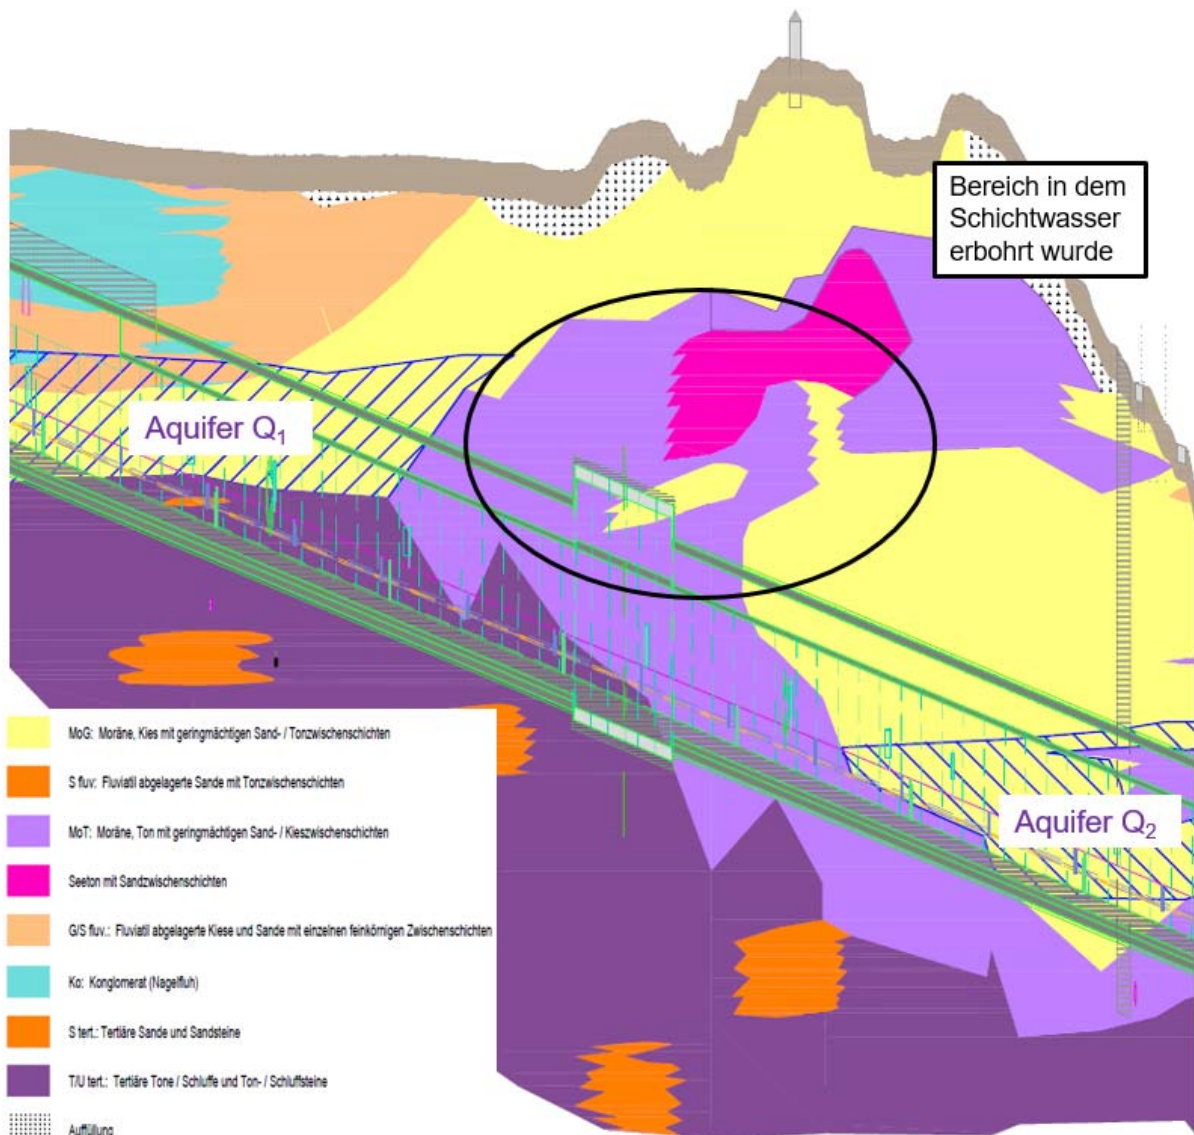 Bereich in dem
Schichtwasser
erbohrt wurde
Aquifer Q₁
Aquifer Q₂
MoG: Moräne, Kies mit geringmächtigen Sand- / Tonzwischenschichten
S fluv: Fluviatil abgelagerte Sande mit Tonzwischenschichten
MoT: Moräne, Ton mit geringmächtigen Sand- / Kieszwischenschichten
Seeton mit Sandzwischenschichten
G/S fluv.: Fluviatil abgelagerte Kiese und Sande mit einzelnen feinkörnigen Zwischenschichten
Ko: Konglomerat (Nagelfluh)
S tert.: Tertiäre Sande und Sandsteine
T/U tert.: Tertiäre Tone / Schluffe und Ton- / Schluffsteine
Auffüllung